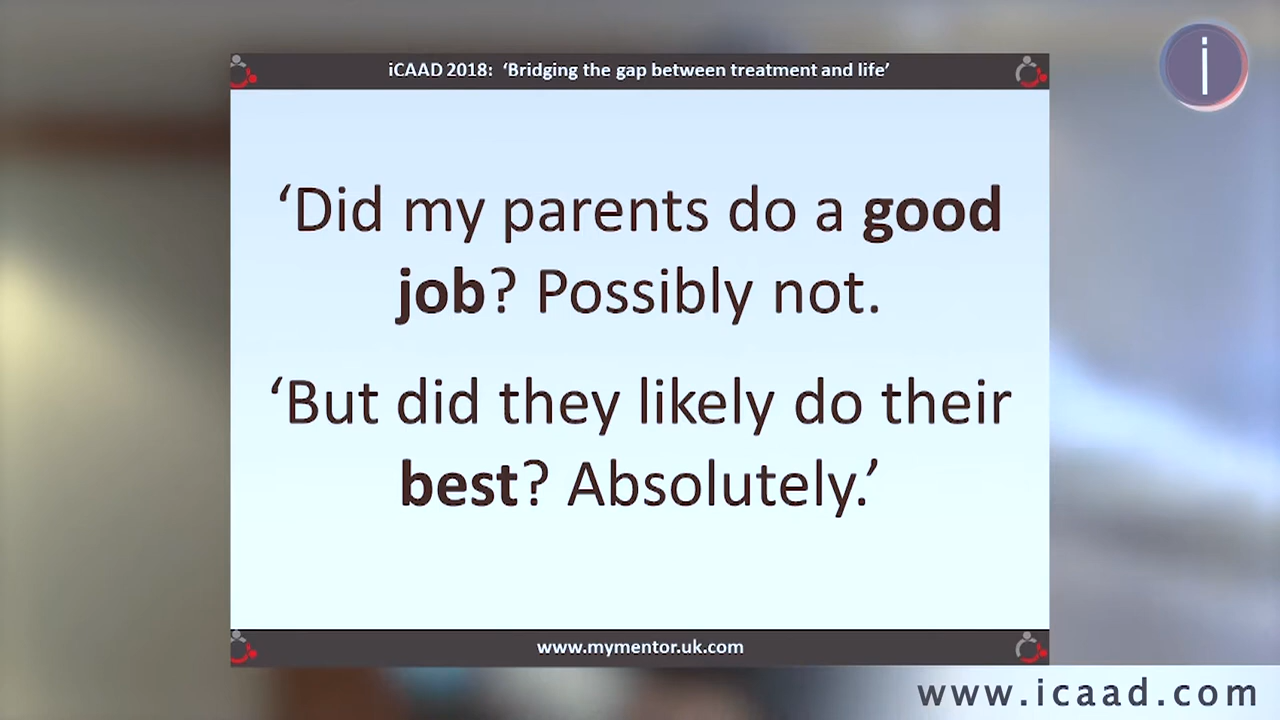 iCAAD 2018:  ‘Bridging the gap between treatment and life’
i
‘Did my parents do a good
job? Possibly not.
‘But did they likely do their
best? Absolutely.’
www.mymentor.uk.com
www.icaad.com